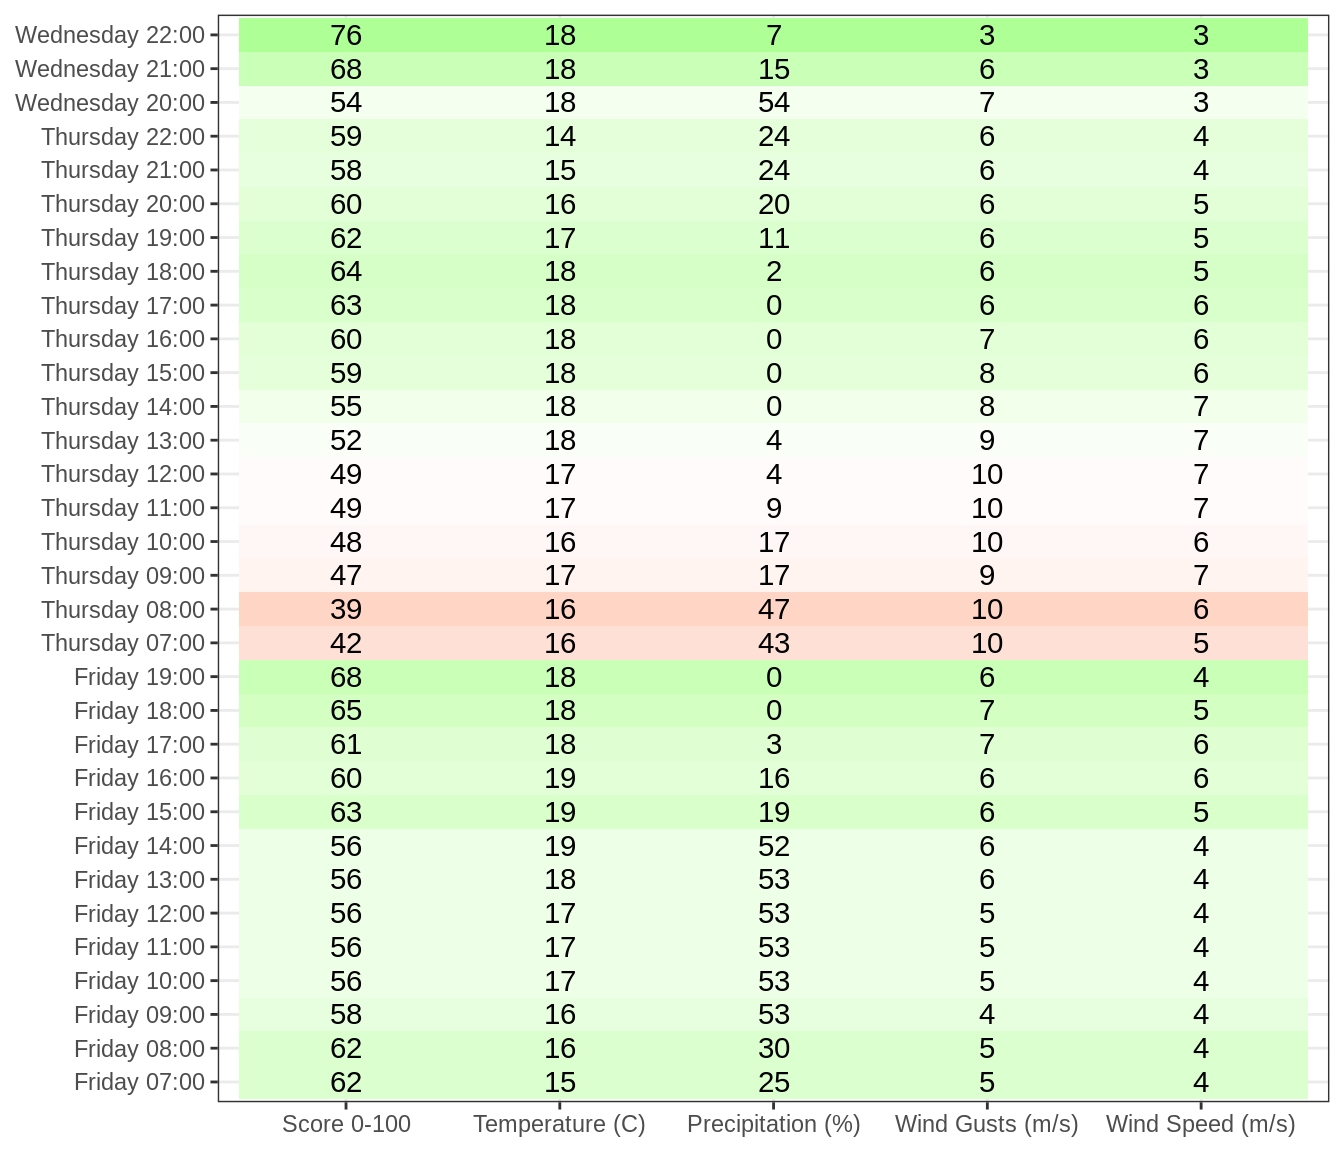 Wednesday 22:00 76 18 7 3 3
Wednesday 21:00 68 18 15 6 3
Wednesday 20:00 54 18 54 7 3
Thursday 22:00 59 14 24 6 4
Thursday 21:00 58 15 24 6 4
Thursday 20:00 60 16 20 6 5
Thursday 19:00 62 17 11 6 5
Thursday 18:00 64 18 2 6 5
Thursday 17:00 63 18 0 6 6
Thursday 16:00 60 18 0 7 6
Thursday 15:00 59 18 0 8 6
Thursday 14:00 55 18 0 8 7
Thursday 13:00 52 18 4 9 7
Thursday 12:00 49 17 4 10 7
Thursday 11:00 49 17 9 10 7
Thursday 10:00 48 16 17 10 6
Thursday 09:00 47 17 17 9 7
Thursday 08:00 39 16 47 10 6
Thursday 07:00 42 16 43 10 5
Friday 19:00 68 18 0 6 4
Friday 18:00 65 18 0 7 5
Friday 17:00 61 18 3 7 6
Friday 16:00 60 19 16 6 6
Friday 15:00 63 19 19 6 5
Friday 14:00 56 19 52 6 4
Friday 13:00 56 18 53 6 4
Friday 12:00 56 17 53 5 4
Friday 11:00 56 17 53 5 4
Friday 10:00 56 17 53 5 4
Friday 09:00 58 16 53 4 4
Friday 08:00 62 16 30 5 4
Friday 07:00 62 15 25 5 4
Score 0-100 Temperature (C) Precipitation (%) Wind Gusts (m/s) Wind Speed (m/s)